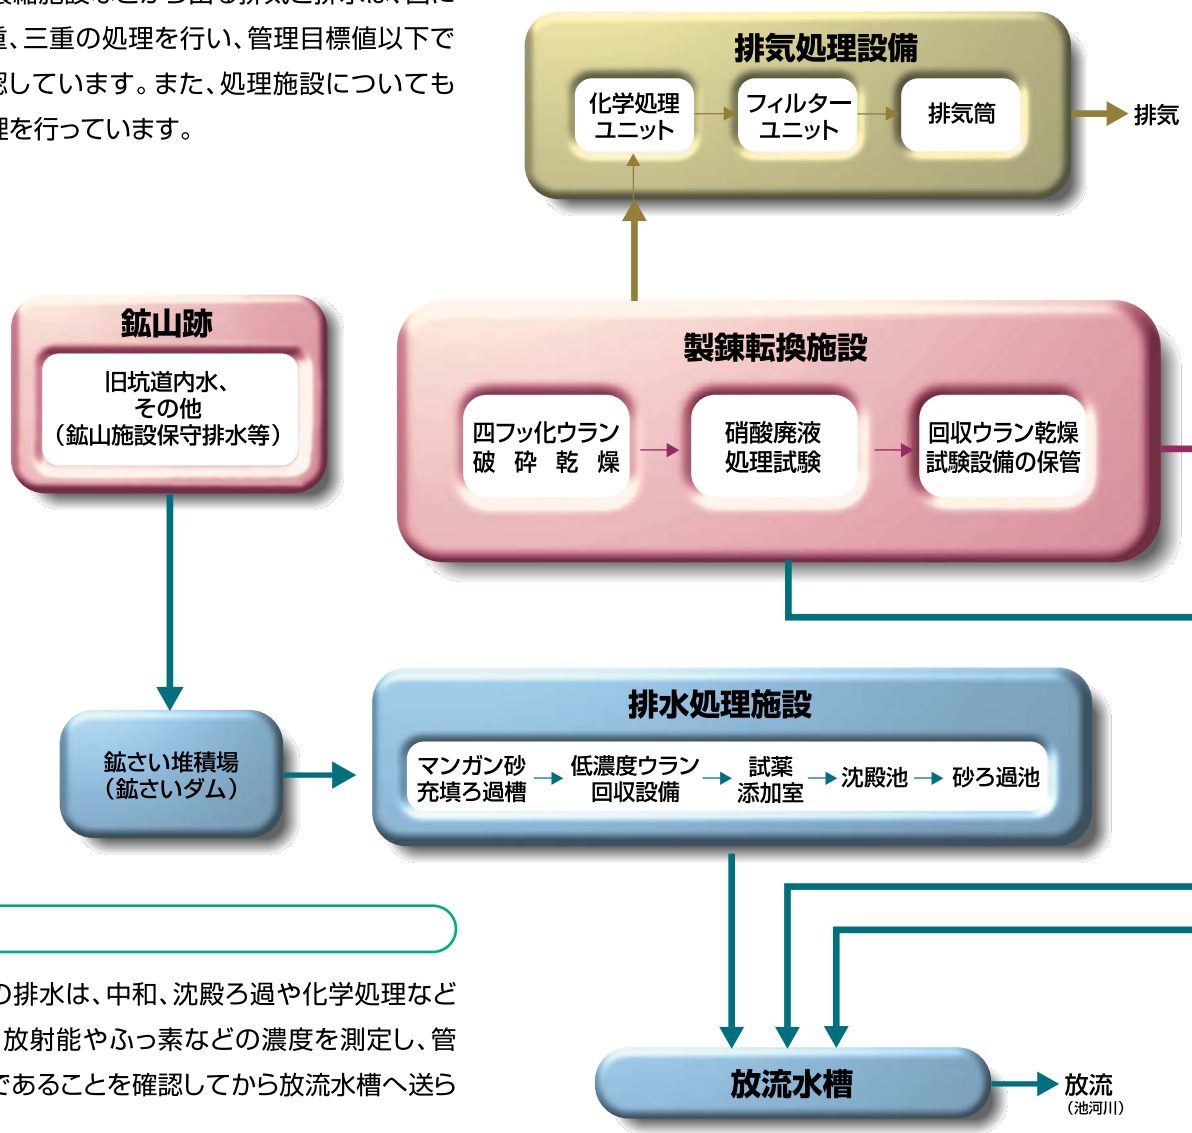 重、三重の処理を行い、管理目標値以下で
認しています。また、処理施設についても
理を行っています。
排気処理設備
化学処理
ユニット
フィルター
ユニット
排気筒
排気
鉱山跡
旧坑道内水、
その他
（鉱山施設保守排水等）
製錬転換施設
四フッ化ウラン
破砕乾燥
硝酸廃液
処理試験
回収ウラン乾燥
試験設備の保管
鉱さい堆積場
（鉱さいダム）
排水処理施設
マンガン砂
充填ろ過槽
低濃度ウラン
回収設備
試薬
添加室
沈殿池
砂ろ過池
の排水は、中和、沈殿ろ過や化学処理など
放射能やふっ素などの濃度を測定し、管
であることを確認してから放流水槽へ送ら
放流水槽
放流
（池河川）